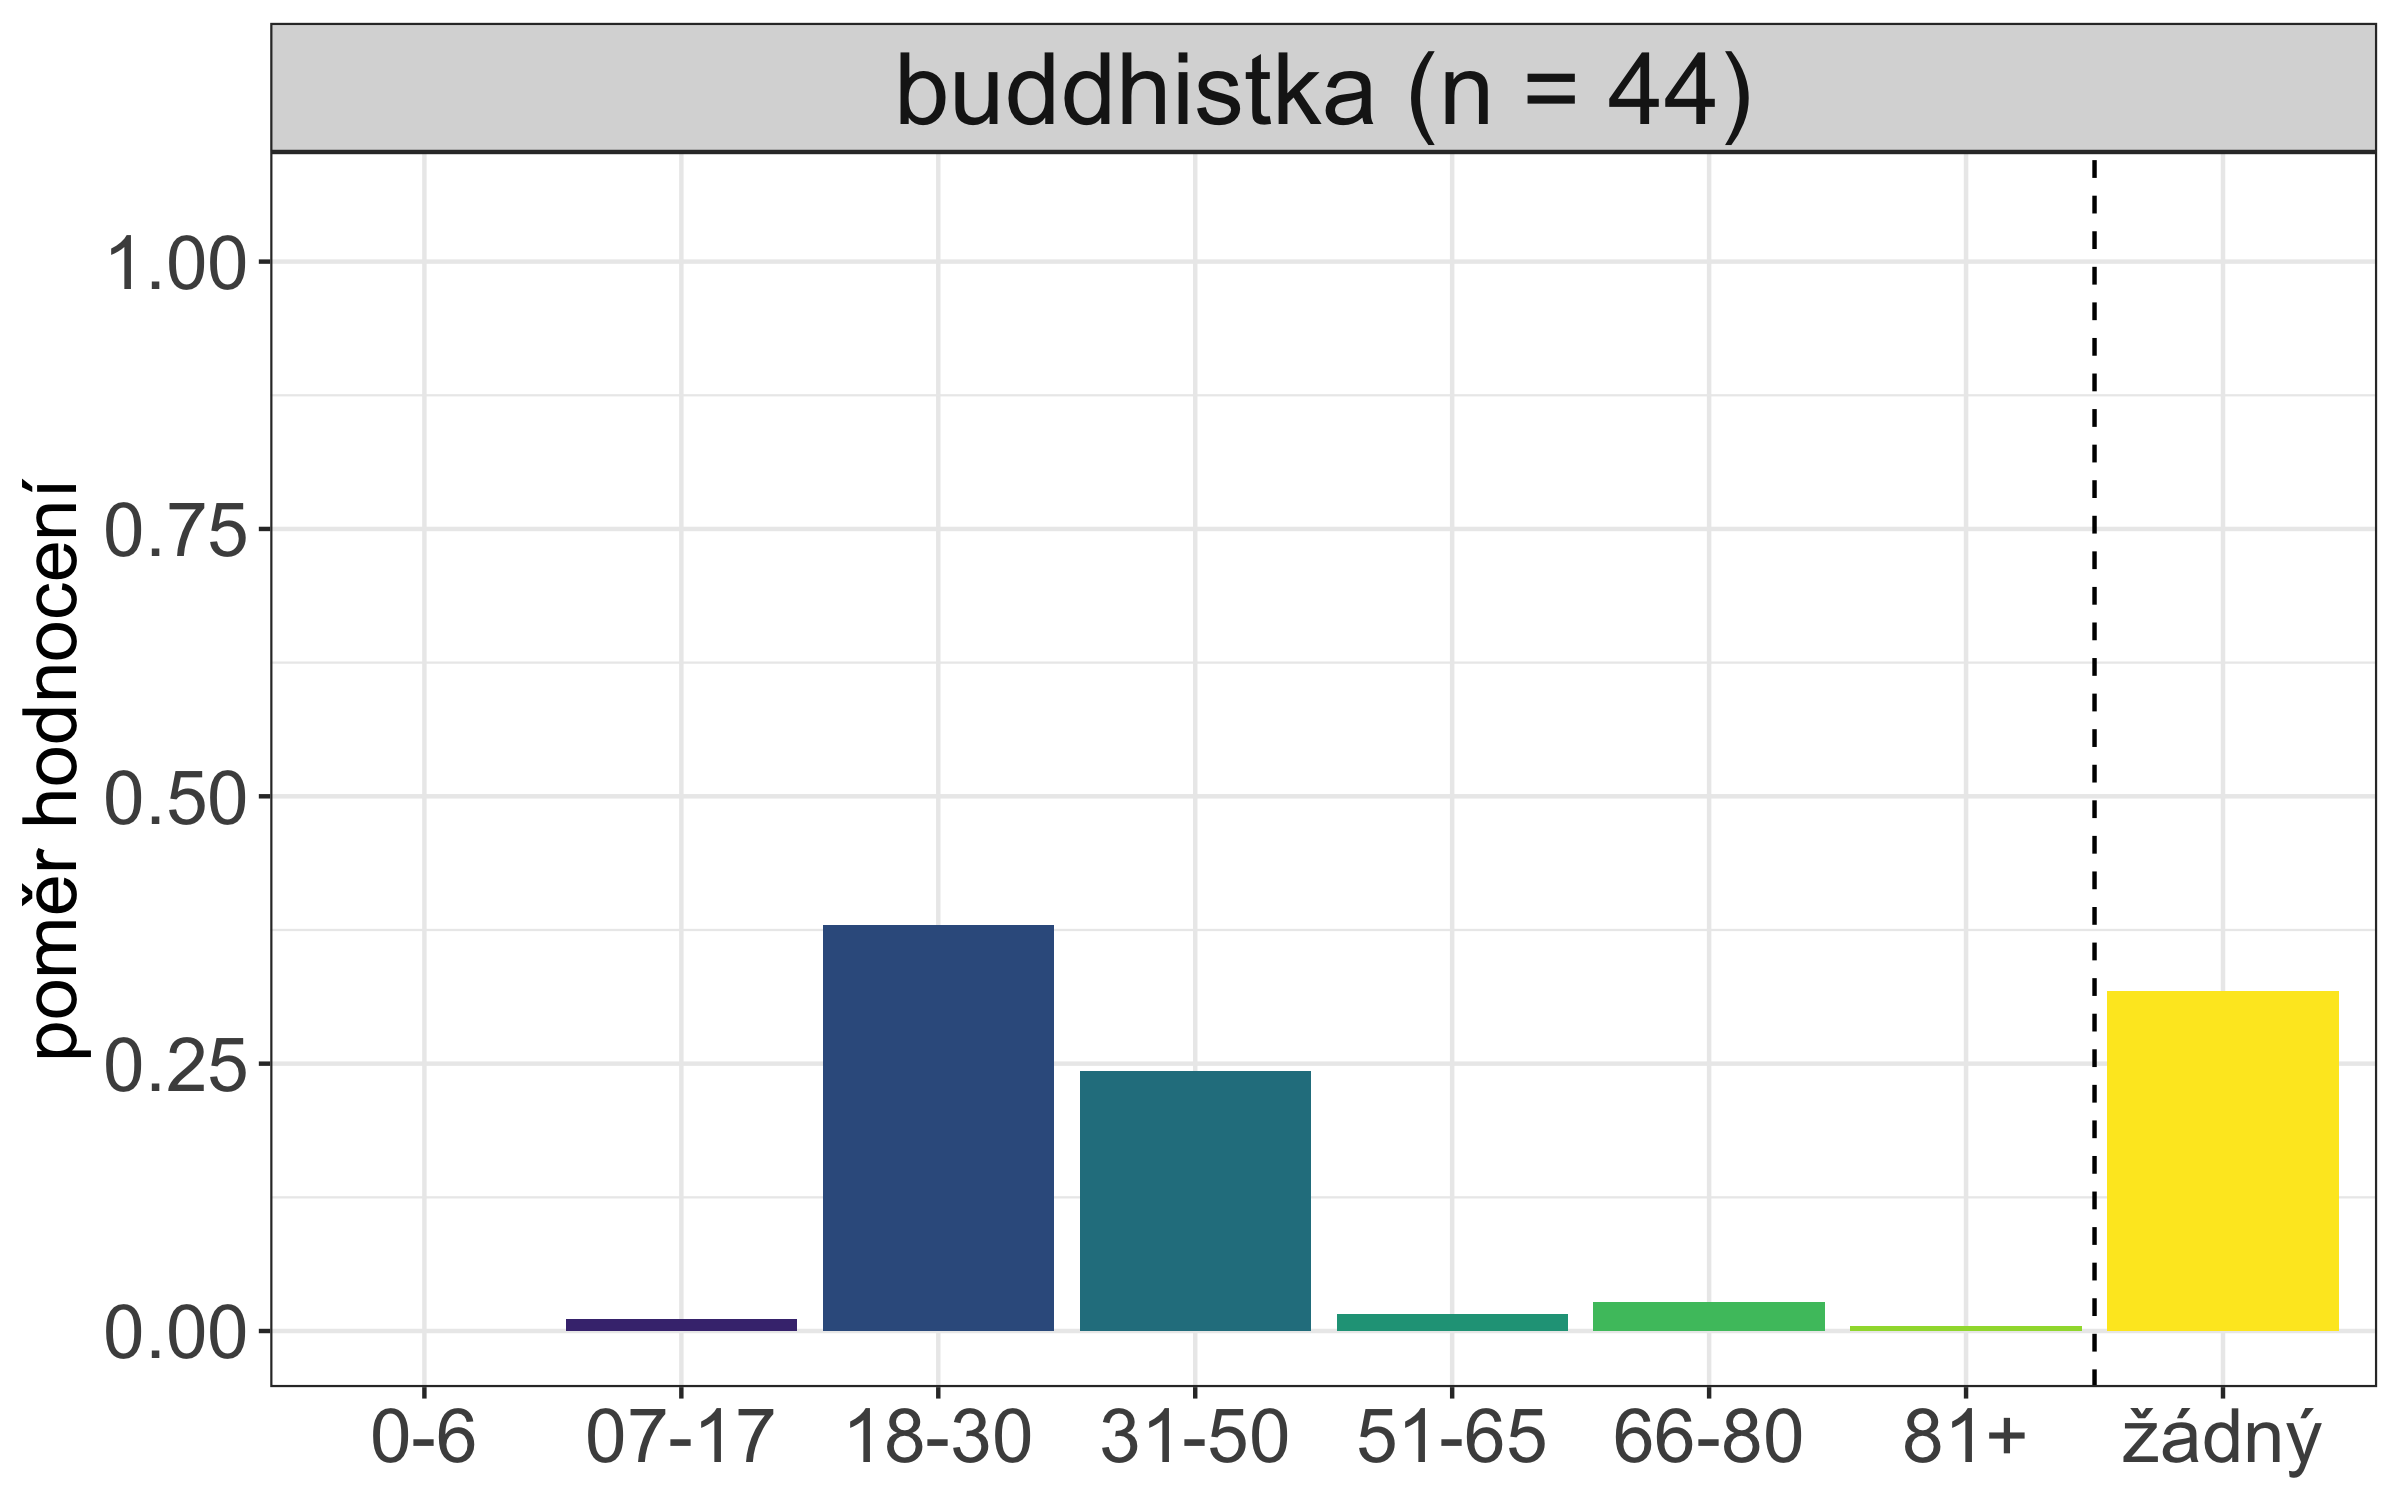 buddhistka (n = 44)
poměr hodnocení
1.00
0.75
0.50
0.25
0.00
0-6 07-17 18-30 31-50 51-65 66-80 81+ žádný